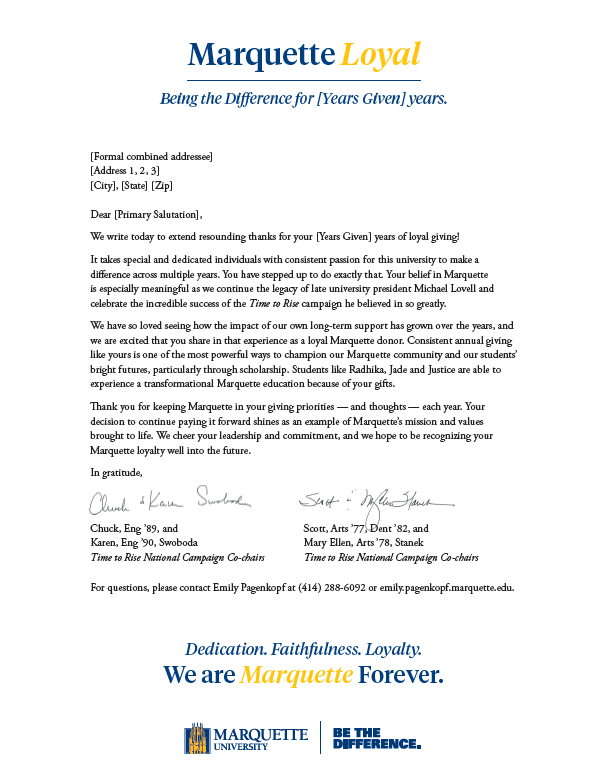 Marquette Loyal
Being the Difference for [Years Given] years.
[Formal combined addressee]
[Address 1, 2, 3]
[City], [State] [Zip]
Dear [Primary Salutation],
We write today to extend resounding thanks for your [Years Given] years of loyal giving!
It takes special and dedicated individuals with consistent passion for this university to make a
difference across multiple years. You have stepped up to do exactly that. Your belief in Marquette
is especially meaningful as we continue the legacy of late university president Michael Lovell and
celebrate the incredible success of the Time to Rise campaign he believed in so greatly.
We have so loved seeing how the impact of our own long-term support has grown over the years, and
we are excited that you share in that experience as a loyal Marquette donor. Consistent annual giving
like yours is one of the most powerful ways to champion our Marquette community and our students’
bright futures, particularly through scholarship. Students like Radhika, Jade and Justice are able to
experience a transformational Marquette education because of your gifts.
Thank you for keeping Marquette in your giving priorities — and thoughts — each year. Your
decision to continue paying it forward shines as an example of Marquette’s mission and values
brought to life. We cheer your leadership and commitment, and we hope to be recognizing your
Marquette loyalty well into the future.
In gratitude,
Chuck & Karen Swoboda
Scott & Mary Ellen Stanek
Chuck, Eng ’89, and
Karen, Eng ’90, Swoboda
Time to Rise National Campaign Co-chairs
Scott, Arts ’77, Dent ’82, and
Mary Ellen, Arts ’78, Stanek
Time to Rise National Campaign Co-chairs
For questions, please contact Emily Pagenkopf at (414) 288-6092 or emily.pagenkopf.marquette.edu.
Dedication. Faithfulness. Loyalty.
We are Marquette Forever.
MARQUETTE
UNIVERSITY
BE THE
DIFFERENCE.